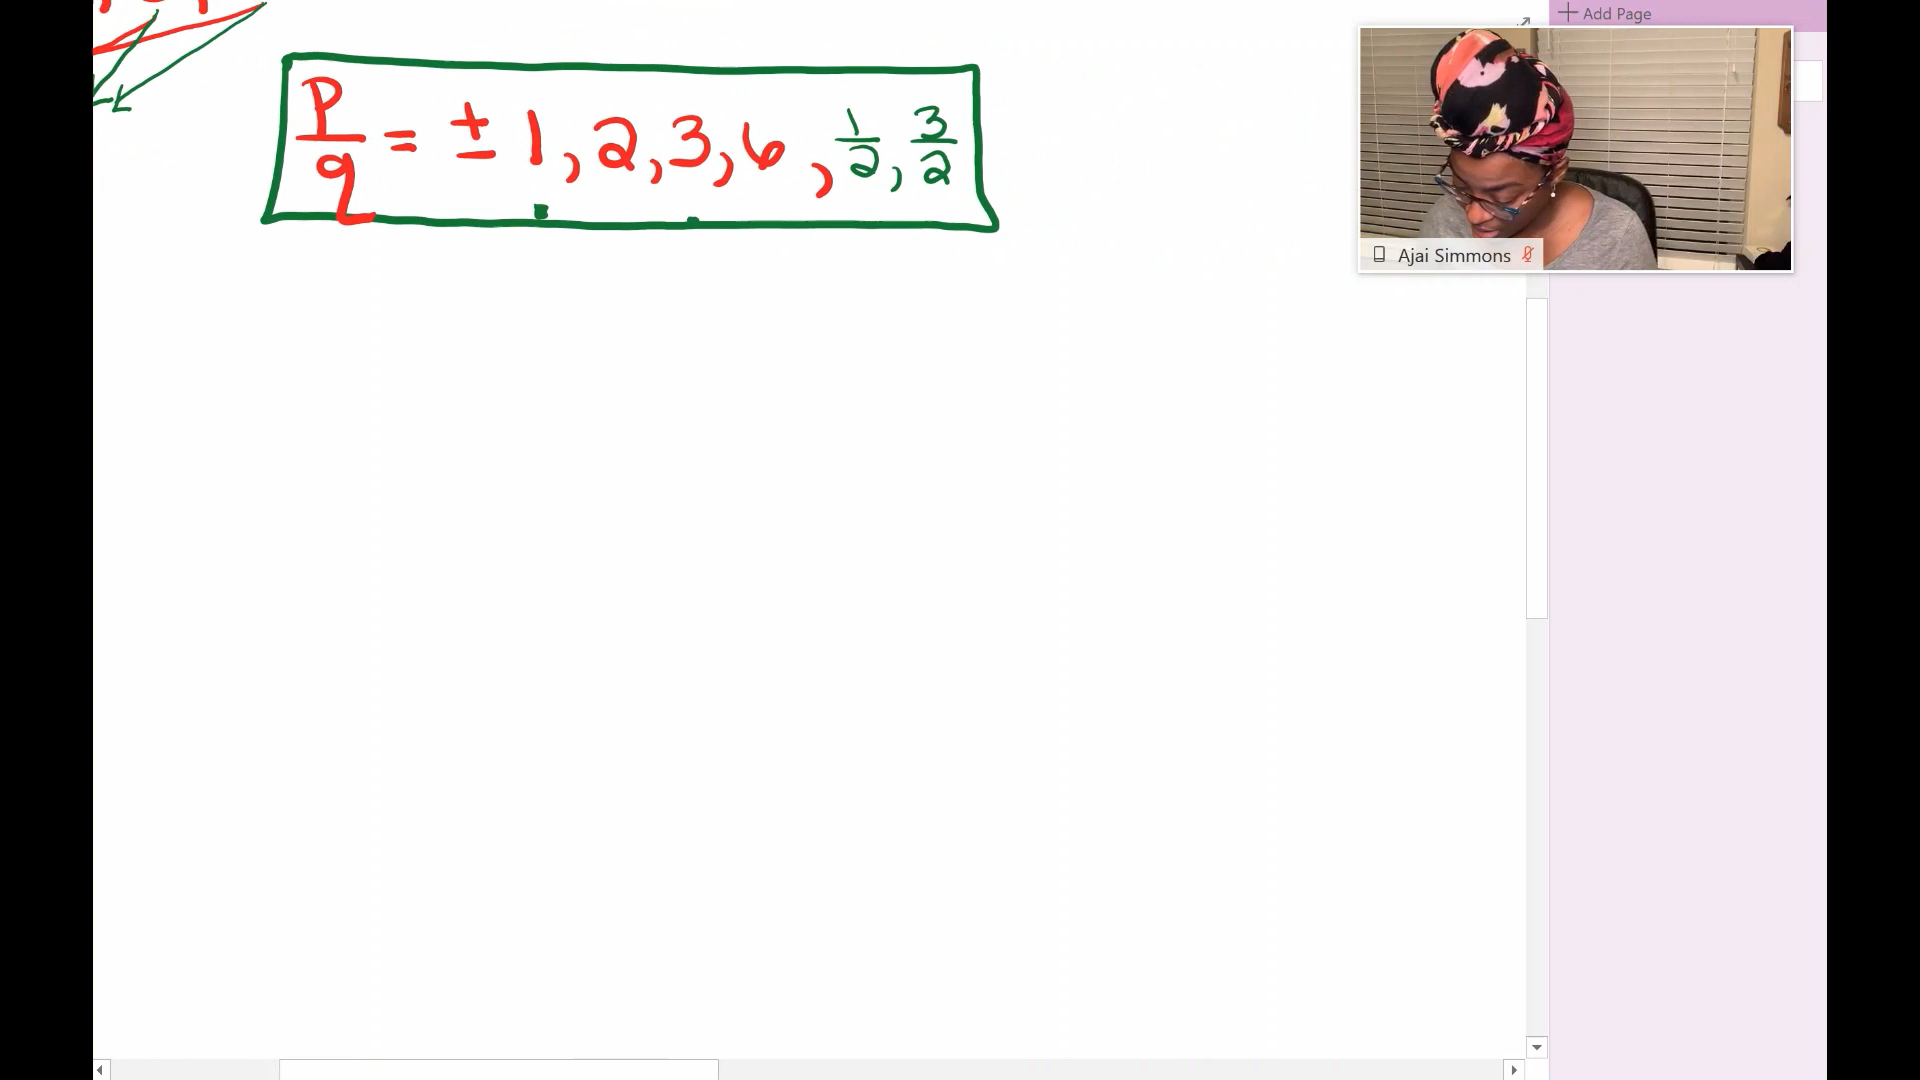 Add Page
p/q = ± 1, 2, 3, 6, 1/2, 3/2
Ajai Simmons